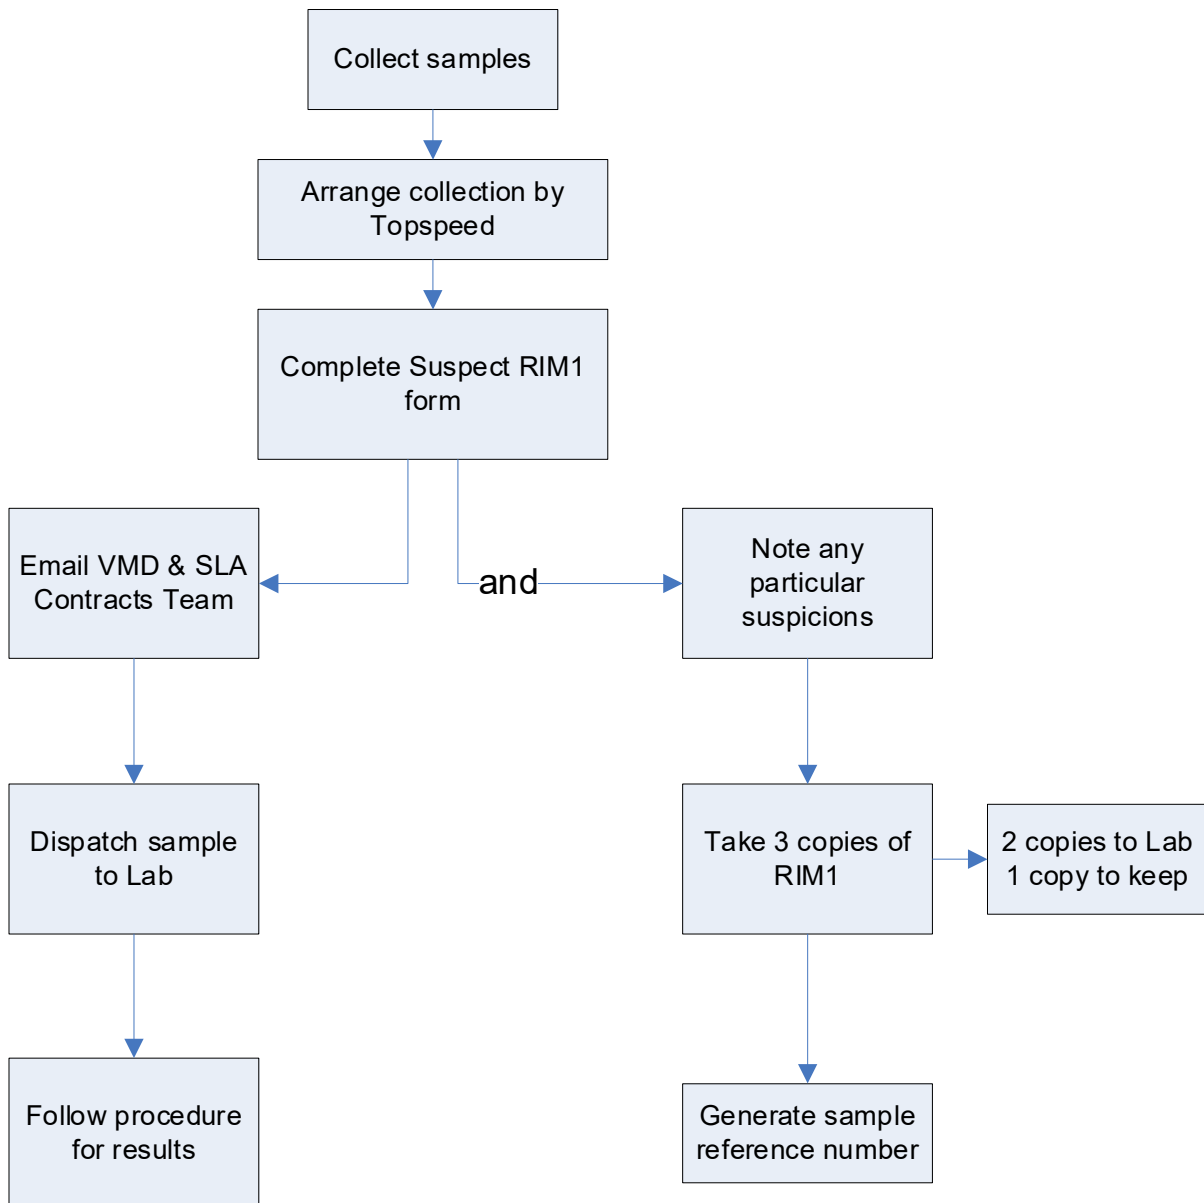 Collect samples
Arrange collection by
Topspeed
Complete Suspect RIM1
form
Email VMD & SLA
Contracts Team
and
Note any
particular
suspicions
Dispatch sample
to Lab
Take 3 copies of
RIM1
2 copies to Lab
1 copy to keep
Follow procedure
for results
Generate sample
reference number